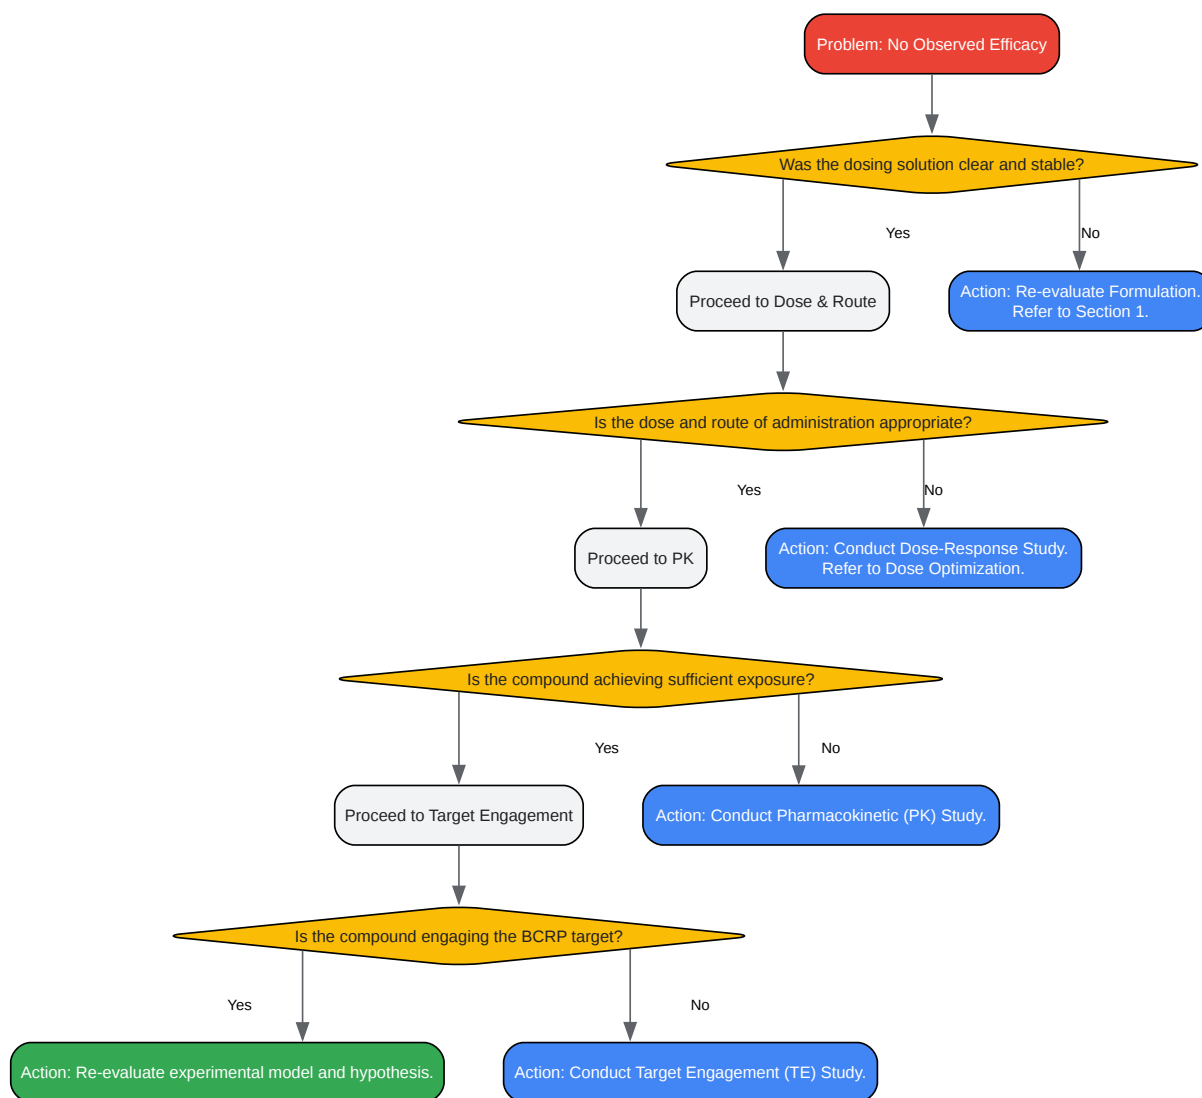 Problem: No Observed Efficacy
Was the dosing solution clear and stable?
Yes
No
Proceed to Dose & Route
Action: Re-evaluate Formulation.
Refer to Section 1.
Is the dose and route of administration appropriate?
Yes
No
Proceed to PK
Action: Conduct Dose-Response Study.
Refer to Dose Optimization.
Is the compound achieving sufficient exposure?
Yes
No
Proceed to Target Engagement
Action: Conduct Pharmacokinetic (PK) Study.
Is the compound engaging the BCRP target?
Yes
No
Action: Re-evaluate experimental model and hypothesis.
Action: Conduct Target Engagement (TE) Study.